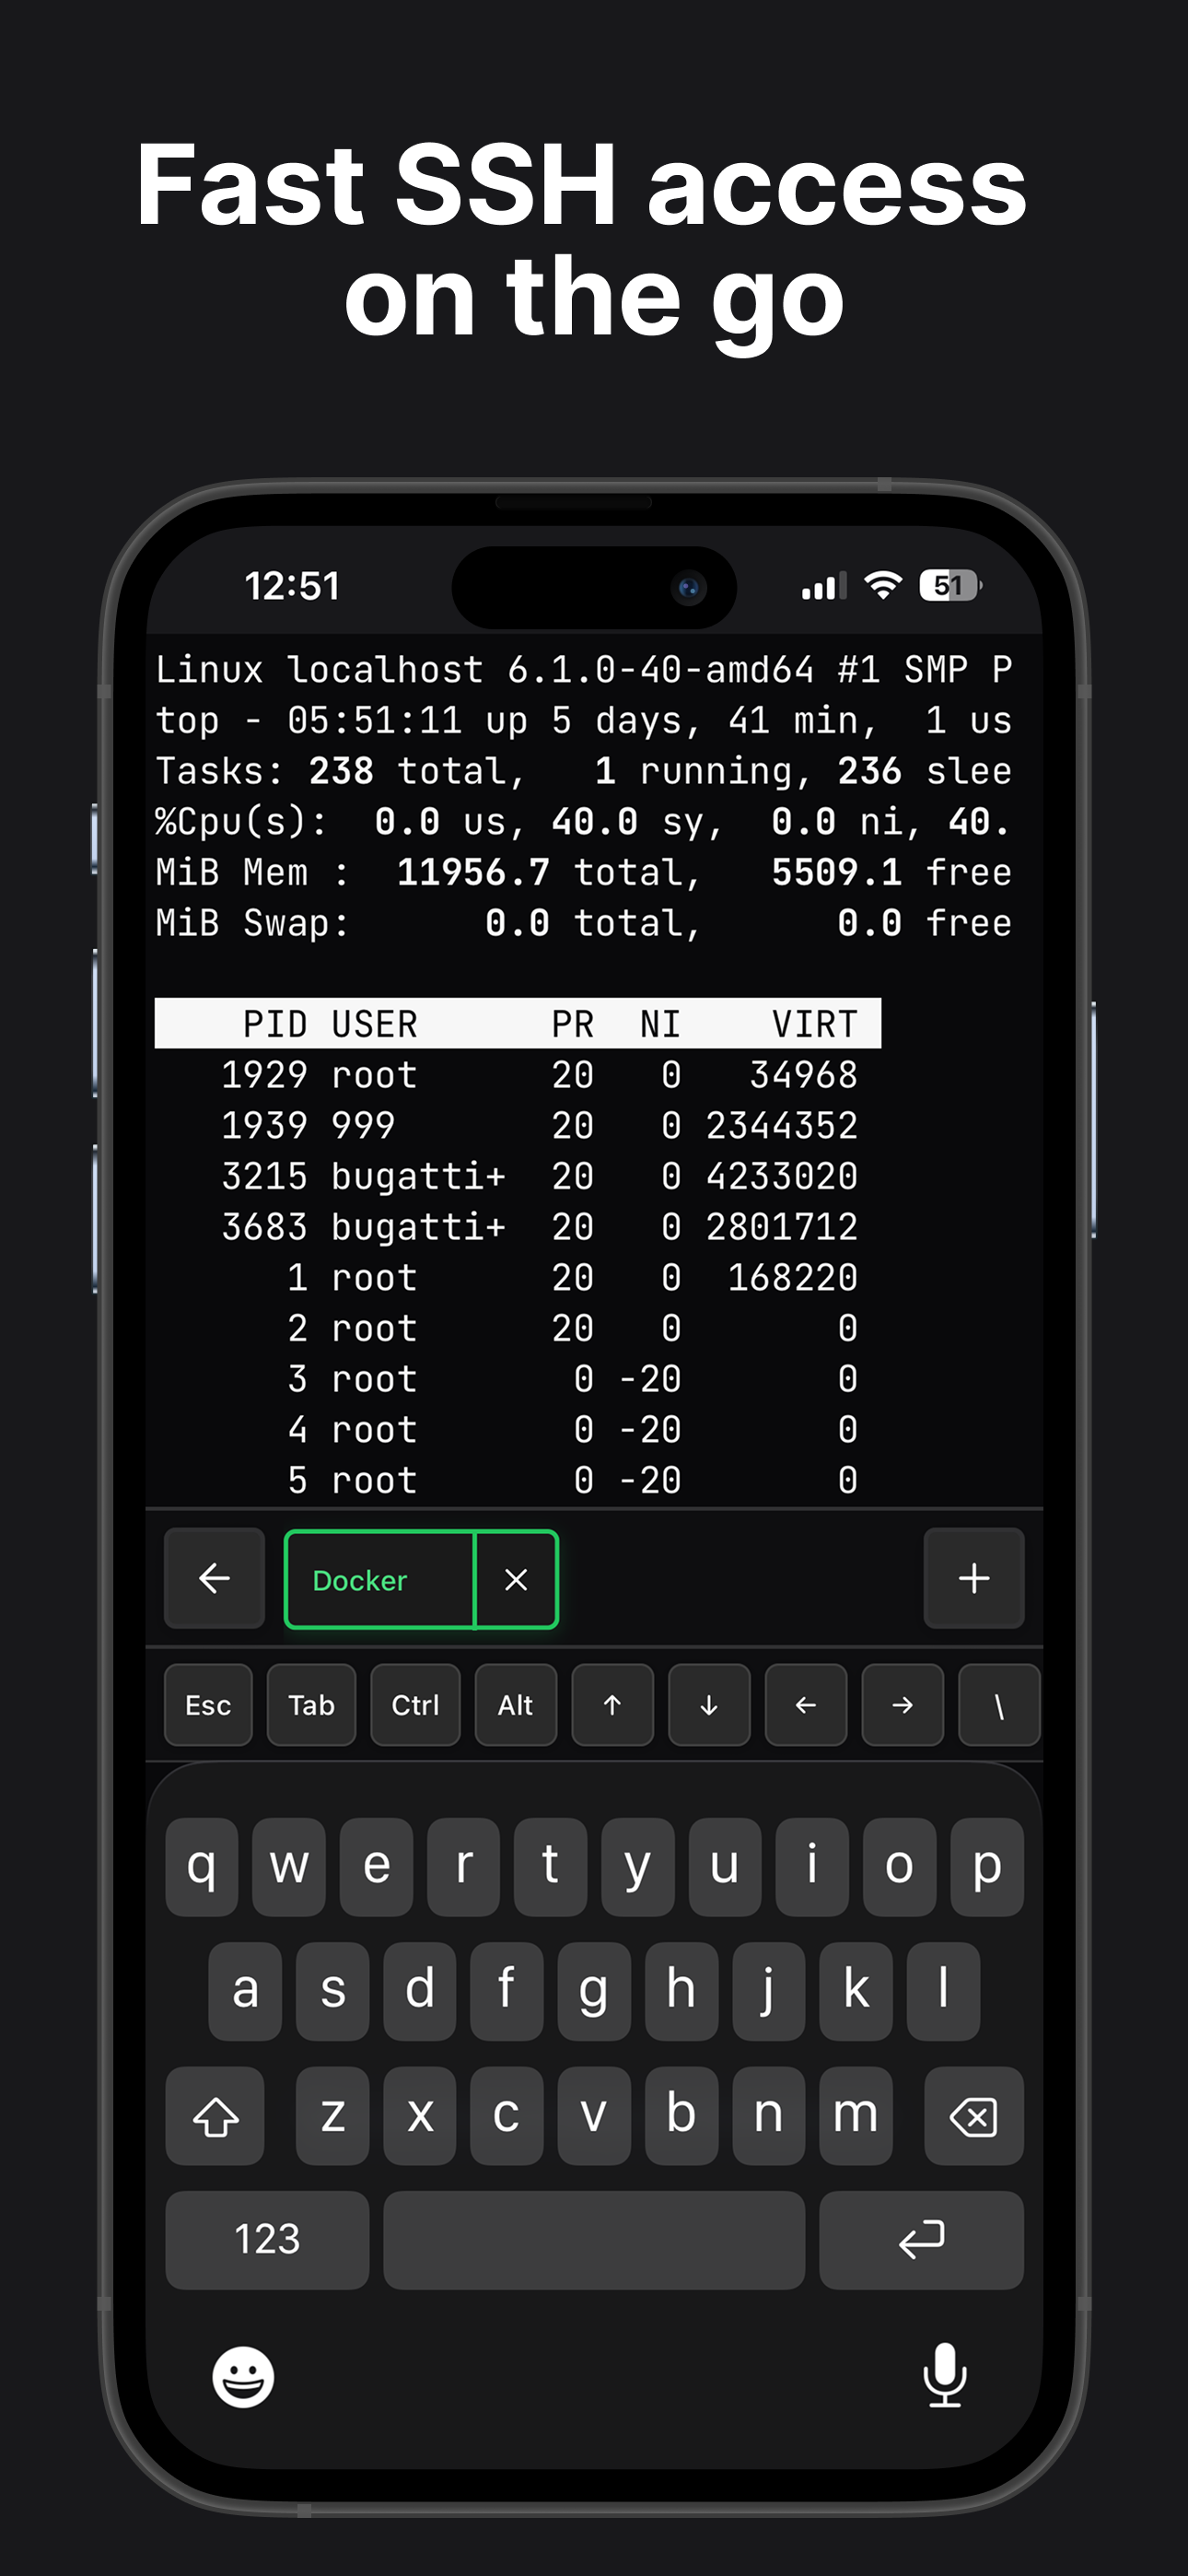 Fast SSH access
on the go
12:51
51
Linux localhost 6.1.0-40-amd64 #1 SMP P
top - 05:51:11 up 5 days, 41 min,  1 us
Tasks: 238 total,   1 running, 236 slee
%Cpu(s):  0.0 us, 40.0 sy,  0.0 ni, 40.
MiB Mem :  11956.7 total,   5509.1 free
MiB Swap:      0.0 total,      0.0 free
PID USER      PR  NI    VIRT
1929 root      20   0   34968
1939 999       20   0 2344352
3215 bugatti+  20   0 4233020
3683 bugatti+  20   0 2801712
1 root      20   0  168220
2 root      20   0       0
3 root       0 -20       0
4 root       0 -20       0
5 root       0 -20       0
Docker
Esc Tab Ctrl Alt ↑ ↓ ← → \
q w e r t y u i o p
a s d f g h j k l
z x c v b n m
123